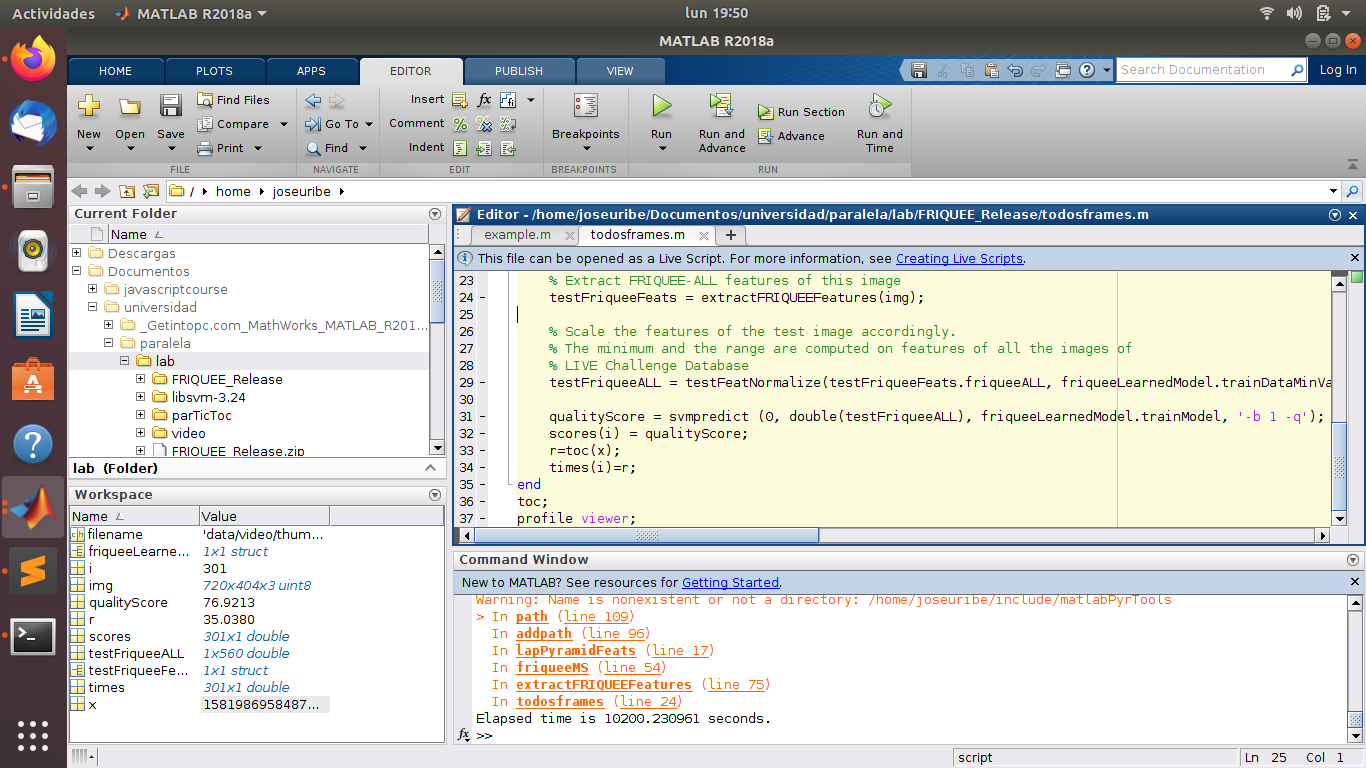 Actividades MATLAB R2018a lun 19:50
MATLAB R2018a
HOME PLOTS APPS EDITOR PUBLISH VIEW Search Documentation Log In
New Open Save Find Files Compare Print
FILE
Go To Find
NAVIGATE
Insert fx
Comment
Indent
EDIT
Breakpoints
BREAKPOINTS
Run Run and Advance Run Section Advance Run and Time
RUN
/ home joseuribe
Current Folder
Name
Descargas
Documentos
javascriptcourse
universidad
_Getintopc.com_MathWorks_MATLAB_R201...
paralela
lab
FRIQUEE_Release
libsvm-3.24
parTicToc
video
FRIQUEE_Release.zip
lab (Folder)
Workspace
Name Value
filename 'data/video/thum...
friqueeLearne... 1x1 struct
i 301
img 720x404x3 uint8
qualityScore 76.9213
r 35.0380
scores 301x1 double
testFriqueeALL 1x560 double
testFriqueeFe... 1x1 struct
times 301x1 double
x 1581986958487...
Editor - /home/joseuribe/Documentos/universidad/paralela/lab/FRIQUEE_Release/todosframes.m
example.m todosframes.m +
This file can be opened as a Live Script. For more information, see Creating Live Scripts.
23 % Extract FRIQUEE-ALL features of this image
24 - testFriqueeFeats = extractFRIQUEEFeatures(img);
25
26 % Scale the features of the test image accordingly.
27 % The minimum and the range are computed on features of all the images of
28 % LIVE Challenge Database
29 - testFriqueeALL = testFeatNormalize(testFriqueeFeats.friqueeALL, friqueeLearnedModel.trainDataMinVa
30
31 - qualityScore = svmpredict (0, double(testFriqueeALL), friqueeLearnedModel.trainModel, '-b 1 -q');
32 - scores(i) = qualityScore;
33 - r=toc(x);
34 - times(i)=r;
35 - end
36 - toc;
37 - profile viewer;
Command Window
New to MATLAB? See resources for Getting Started.
Warning: Name is nonexistent or not a directory: /home/joseuribe/include/matlabPyrTools
> In path (line 109)
In addpath (line 96)
In lapPyramidFeats (line 17)
In friqueeMS (line 54)
In extractFRIQUEEFeatures (line 75)
In todosframes (line 24)
Elapsed time is 10200.230961 seconds.
fx >>
script Ln 25 Col 1